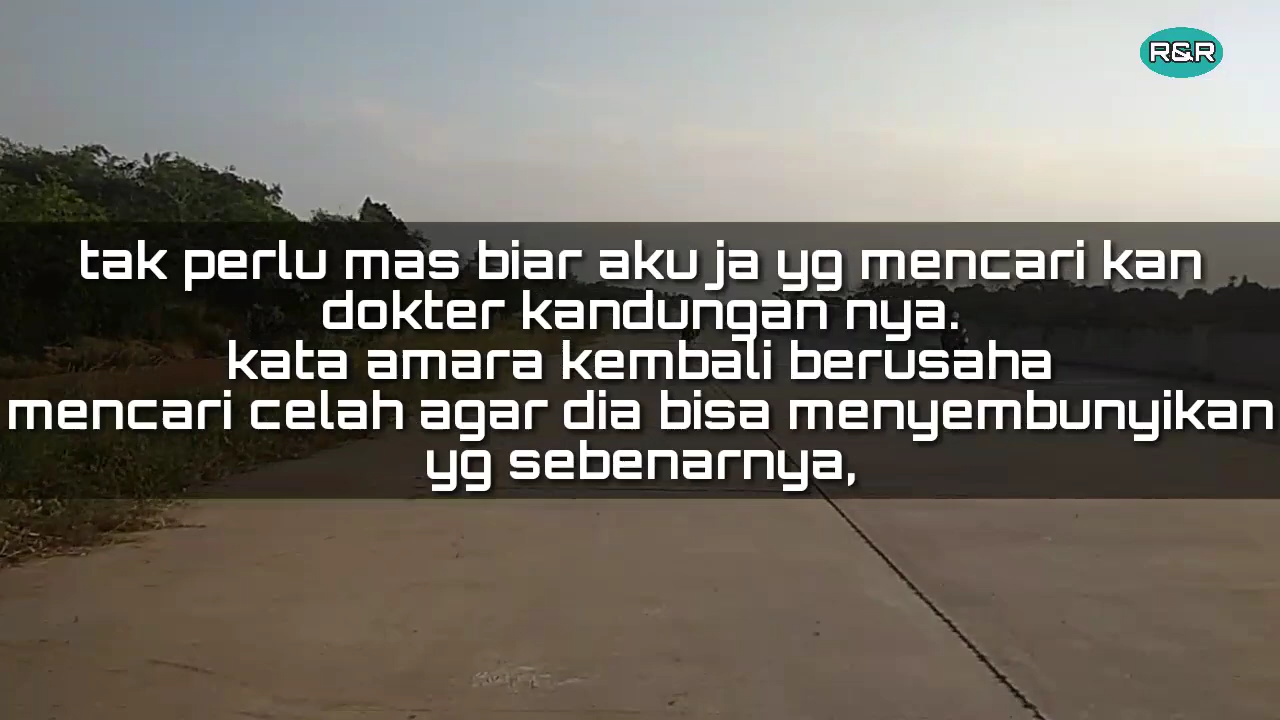 R&R
tak perlu mas biar aku ja yg mencari kan
dokter kandungan nya.
kata amara kembali berusaha
mencari celah agar dia bisa menyembunyikan
yg sebenarnya,